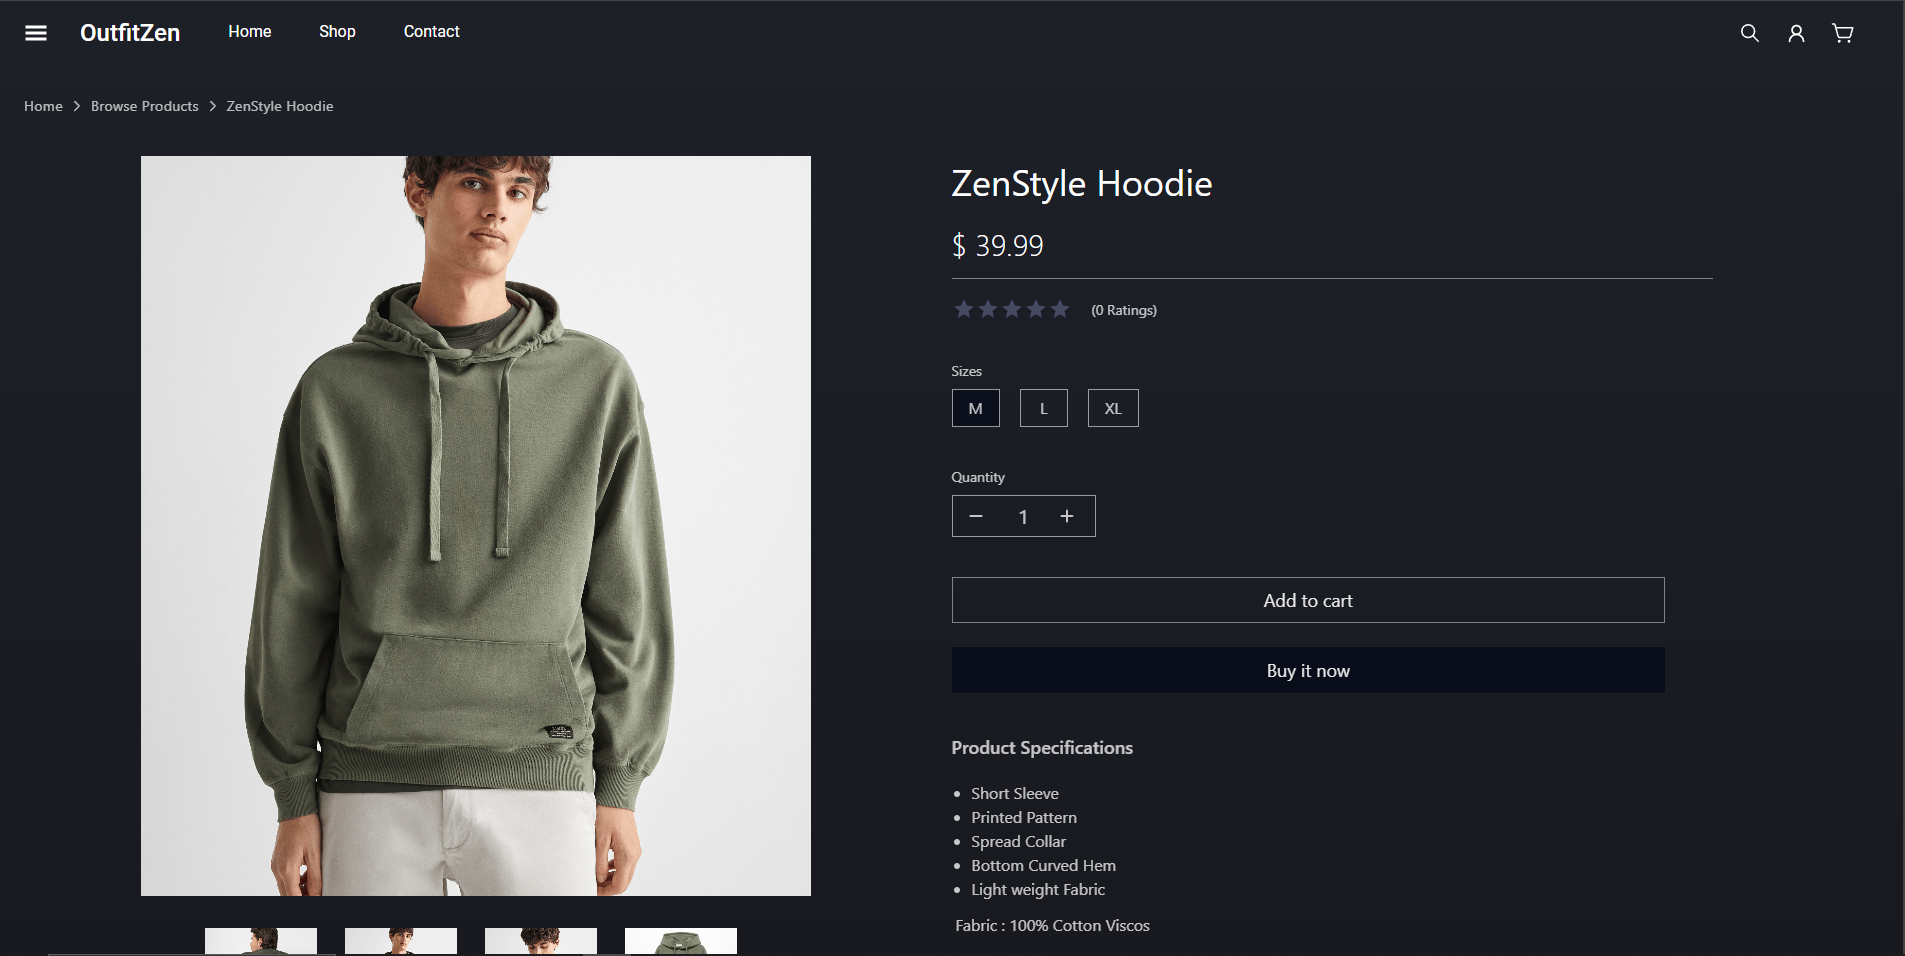 OutfitZen Home Shop Contact
Home > Browse Products > ZenStyle Hoodie
ZenStyle Hoodie
$ 39.99
(0 Ratings)
Sizes
M L XL
Quantity
− 1 +
Add to cart
Buy it now
Product Specifications
• Short Sleeve
• Printed Pattern
• Spread Collar
• Bottom Curved Hem
• Light weight Fabric
Fabric : 100% Cotton Viscos